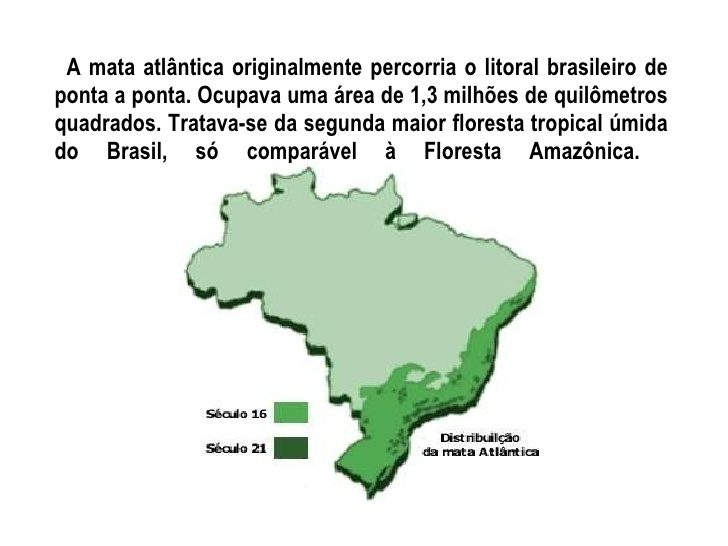 A mata atlântica originalmente percorria o litoral brasileiro de
ponta a ponta. Ocupava uma área de 1,3 milhões de quilômetros
quadrados. Tratava-se da segunda maior floresta tropical úmida
do Brasil, só comparável à Floresta Amazônica.
Século 16
Século 21
Distribuilção
da mata Atlântica